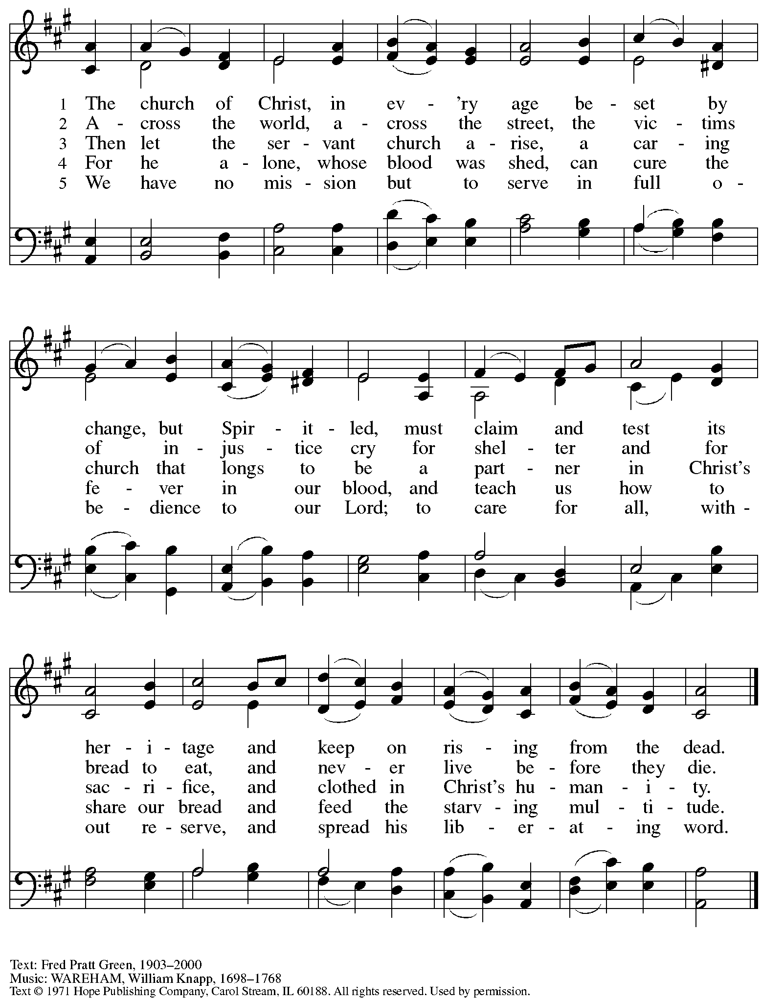 1 The church of Christ, in ev - 'ry age be - set by
2 A - cross the world, a - cross the street, the vic - tims
3 Then let the ser - vant church a - rise, a car - ing
4 For he a - lone, whose blood was shed, can cure the
5 We have no mis - sion but to serve in full o -
change, but Spir - it - led, must claim and test its
of in - jus - tice cry for shel - ter and for
church that longs to be a part - ner in Christ's
fe - ver in our blood, and teach us how to
be - dience to our Lord; to care for all, with -
her - i - tage and keep on ris - ing from the dead.
bread to eat, and nev - er live be - fore they die.
sac - ri - fice, and clothed in Christ's hu - man - i - ty.
share our bread and feed the starv - ing mul - ti - tude.
out re - serve, and spread his lib - er - at - ing word.
Text: Fred Pratt Green, 1903–2000
Music: WAREHAM, William Knapp, 1698–1768
Text © 1971 Hope Publishing Company, Carol Stream, IL 60188. All rights reserved. Used by permission.